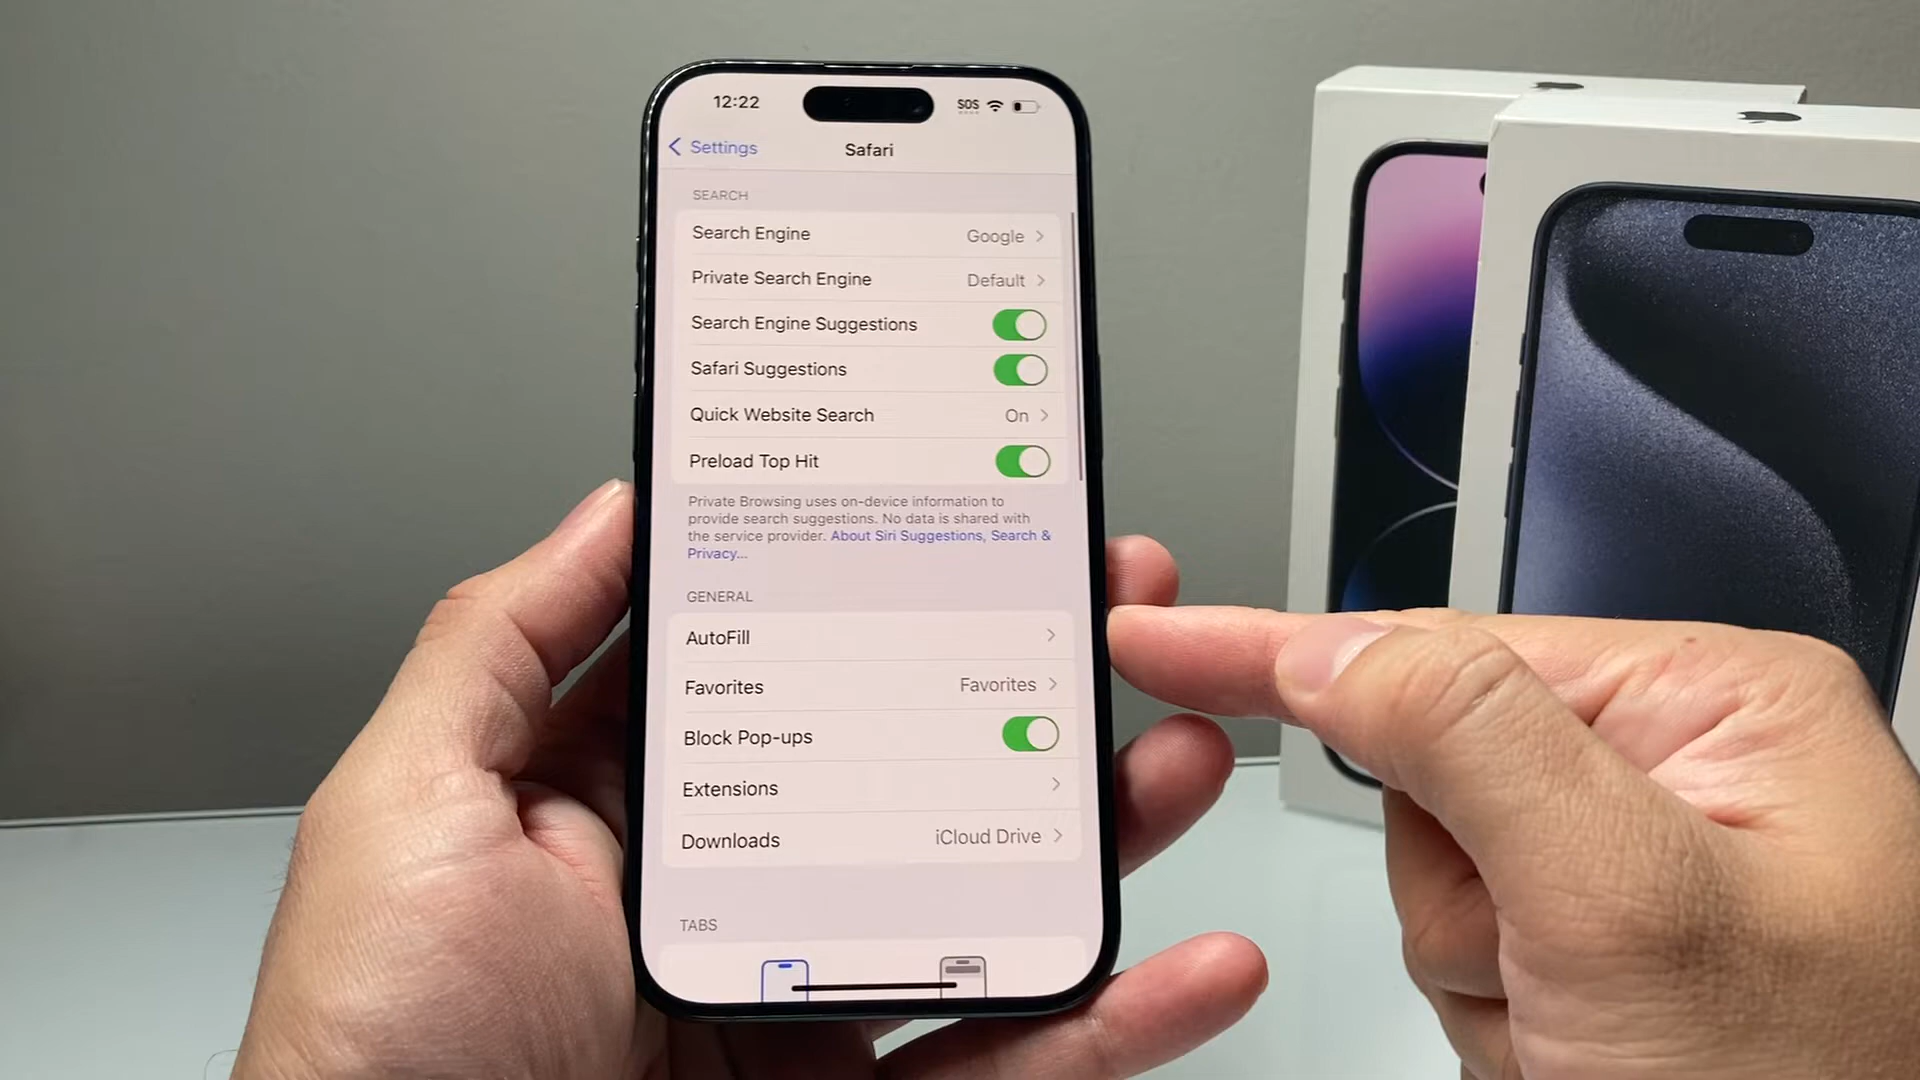 12:22
SOS
Settings
Safari
SEARCH
Search Engine Google
Private Search Engine Default
Search Engine Suggestions
Safari Suggestions
Quick Website Search On
Preload Top Hit
Private Browsing uses on-device information to
provide search suggestions. No data is shared with
the service provider. About Siri Suggestions, Search &
Privacy...
GENERAL
AutoFill
Favorites Favorites
Block Pop-ups
Extensions
Downloads iCloud Drive
TABS